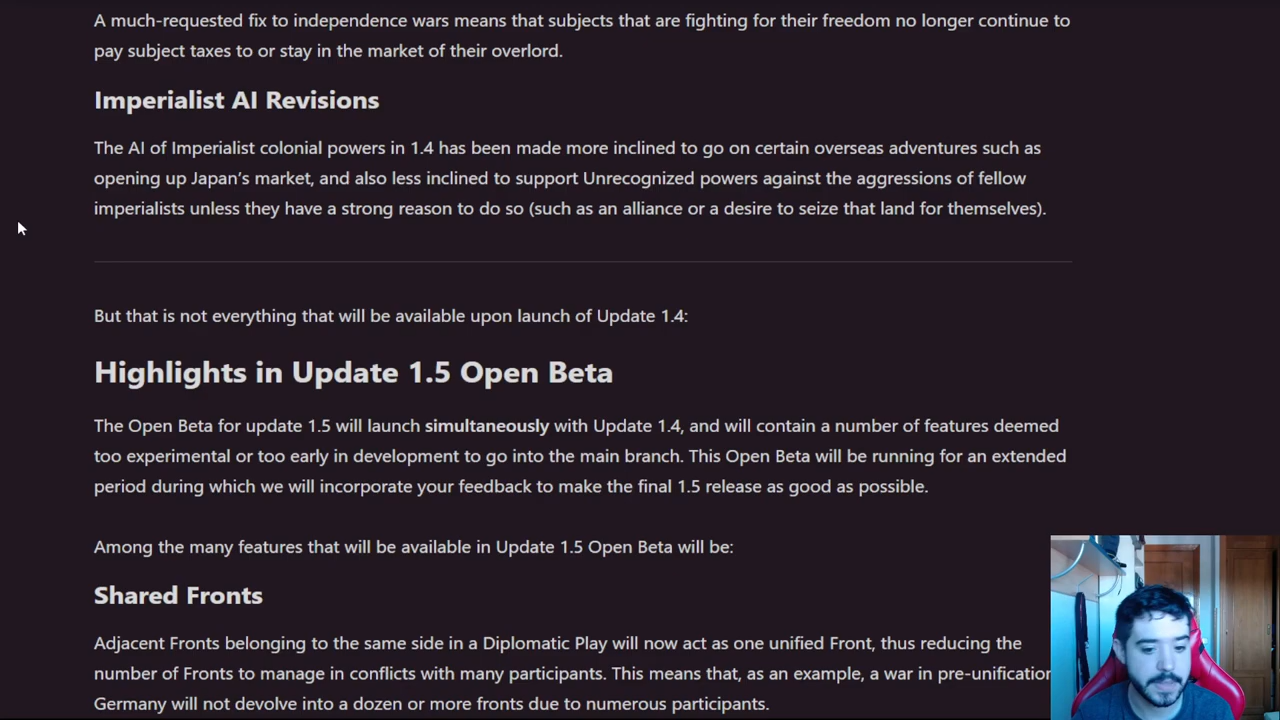 A much-requested fix to independence wars means that subjects that are fighting for their freedom no longer continue to
pay subject taxes to or stay in the market of their overlord.
Imperialist AI Revisions
The AI of Imperialist colonial powers in 1.4 has been made more inclined to go on certain overseas adventures such as
opening up Japan’s market, and also less inclined to support Unrecognized powers against the aggressions of fellow
imperialists unless they have a strong reason to do so (such as an alliance or a desire to seize that land for themselves).
But that is not everything that will be available upon launch of Update 1.4:
Highlights in Update 1.5 Open Beta
The Open Beta for update 1.5 will launch simultaneously with Update 1.4, and will contain a number of features deemed
too experimental or too early in development to go into the main branch. This Open Beta will be running for an extended
period during which we will incorporate your feedback to make the final 1.5 release as good as possible.
Among the many features that will be available in Update 1.5 Open Beta will be:
Shared Fronts
Adjacent Fronts belonging to the same side in a Diplomatic Play will now act as one unified Front, thus reducing the
number of Fronts to manage in conflicts with many participants. This means that, as an example, a war in pre-unification
Germany will not devolve into a dozen or more fronts due to numerous participants.